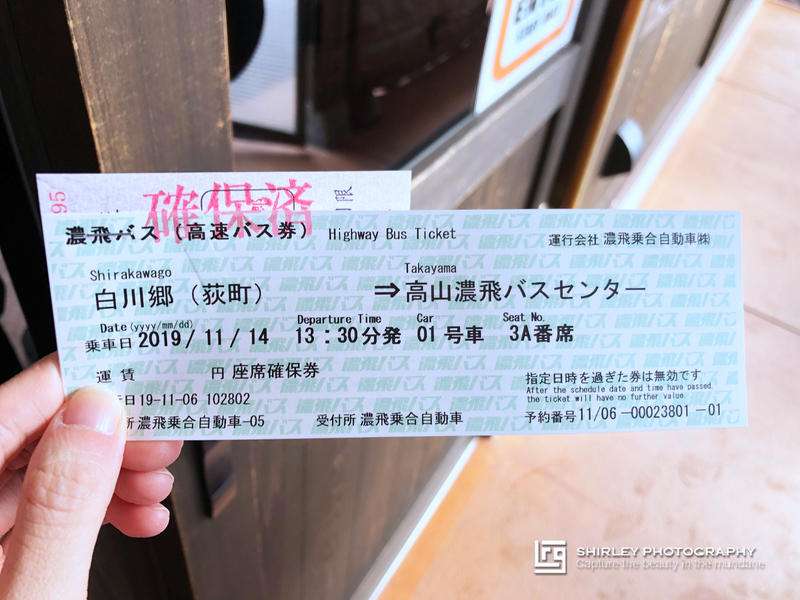 確保済
濃飛バス（高速バス券） Highway Bus Ticket 運行会社 濃飛乗合自動車㈱
Shirakawago Takayama
白川郷（荻町） ⇒高山濃飛バスセンター
Date(yyyy/mm/dd) Departure Time Car Seat No.
乗車日 2019/11/14 13:30分発 01号車 3A番席
運賃 円 座席確保券 指定日時を過ぎた券は無効です
After the schedule date and time have passed
the ticket will have no further value
行日19-11-06 102802
所 濃飛乗合自動車-05 受付所 濃飛乗合自動車 予約番号11/06-00023801-01
SHIRLEY PHOTOGRAPHY
Capture the beauty in the mundane